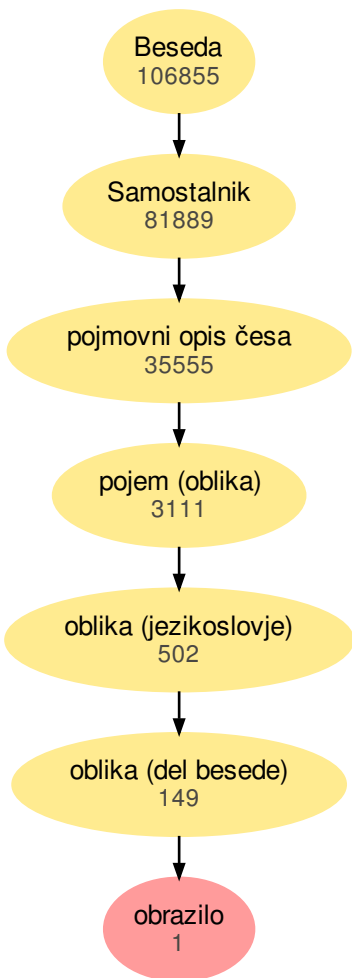 Beseda
106855
Samostalnik
81889
pojmovni opis česa
35555
pojem (oblika)
3111
oblika (jezikoslovje)
502
oblika (del besede)
149
obrazilo
1